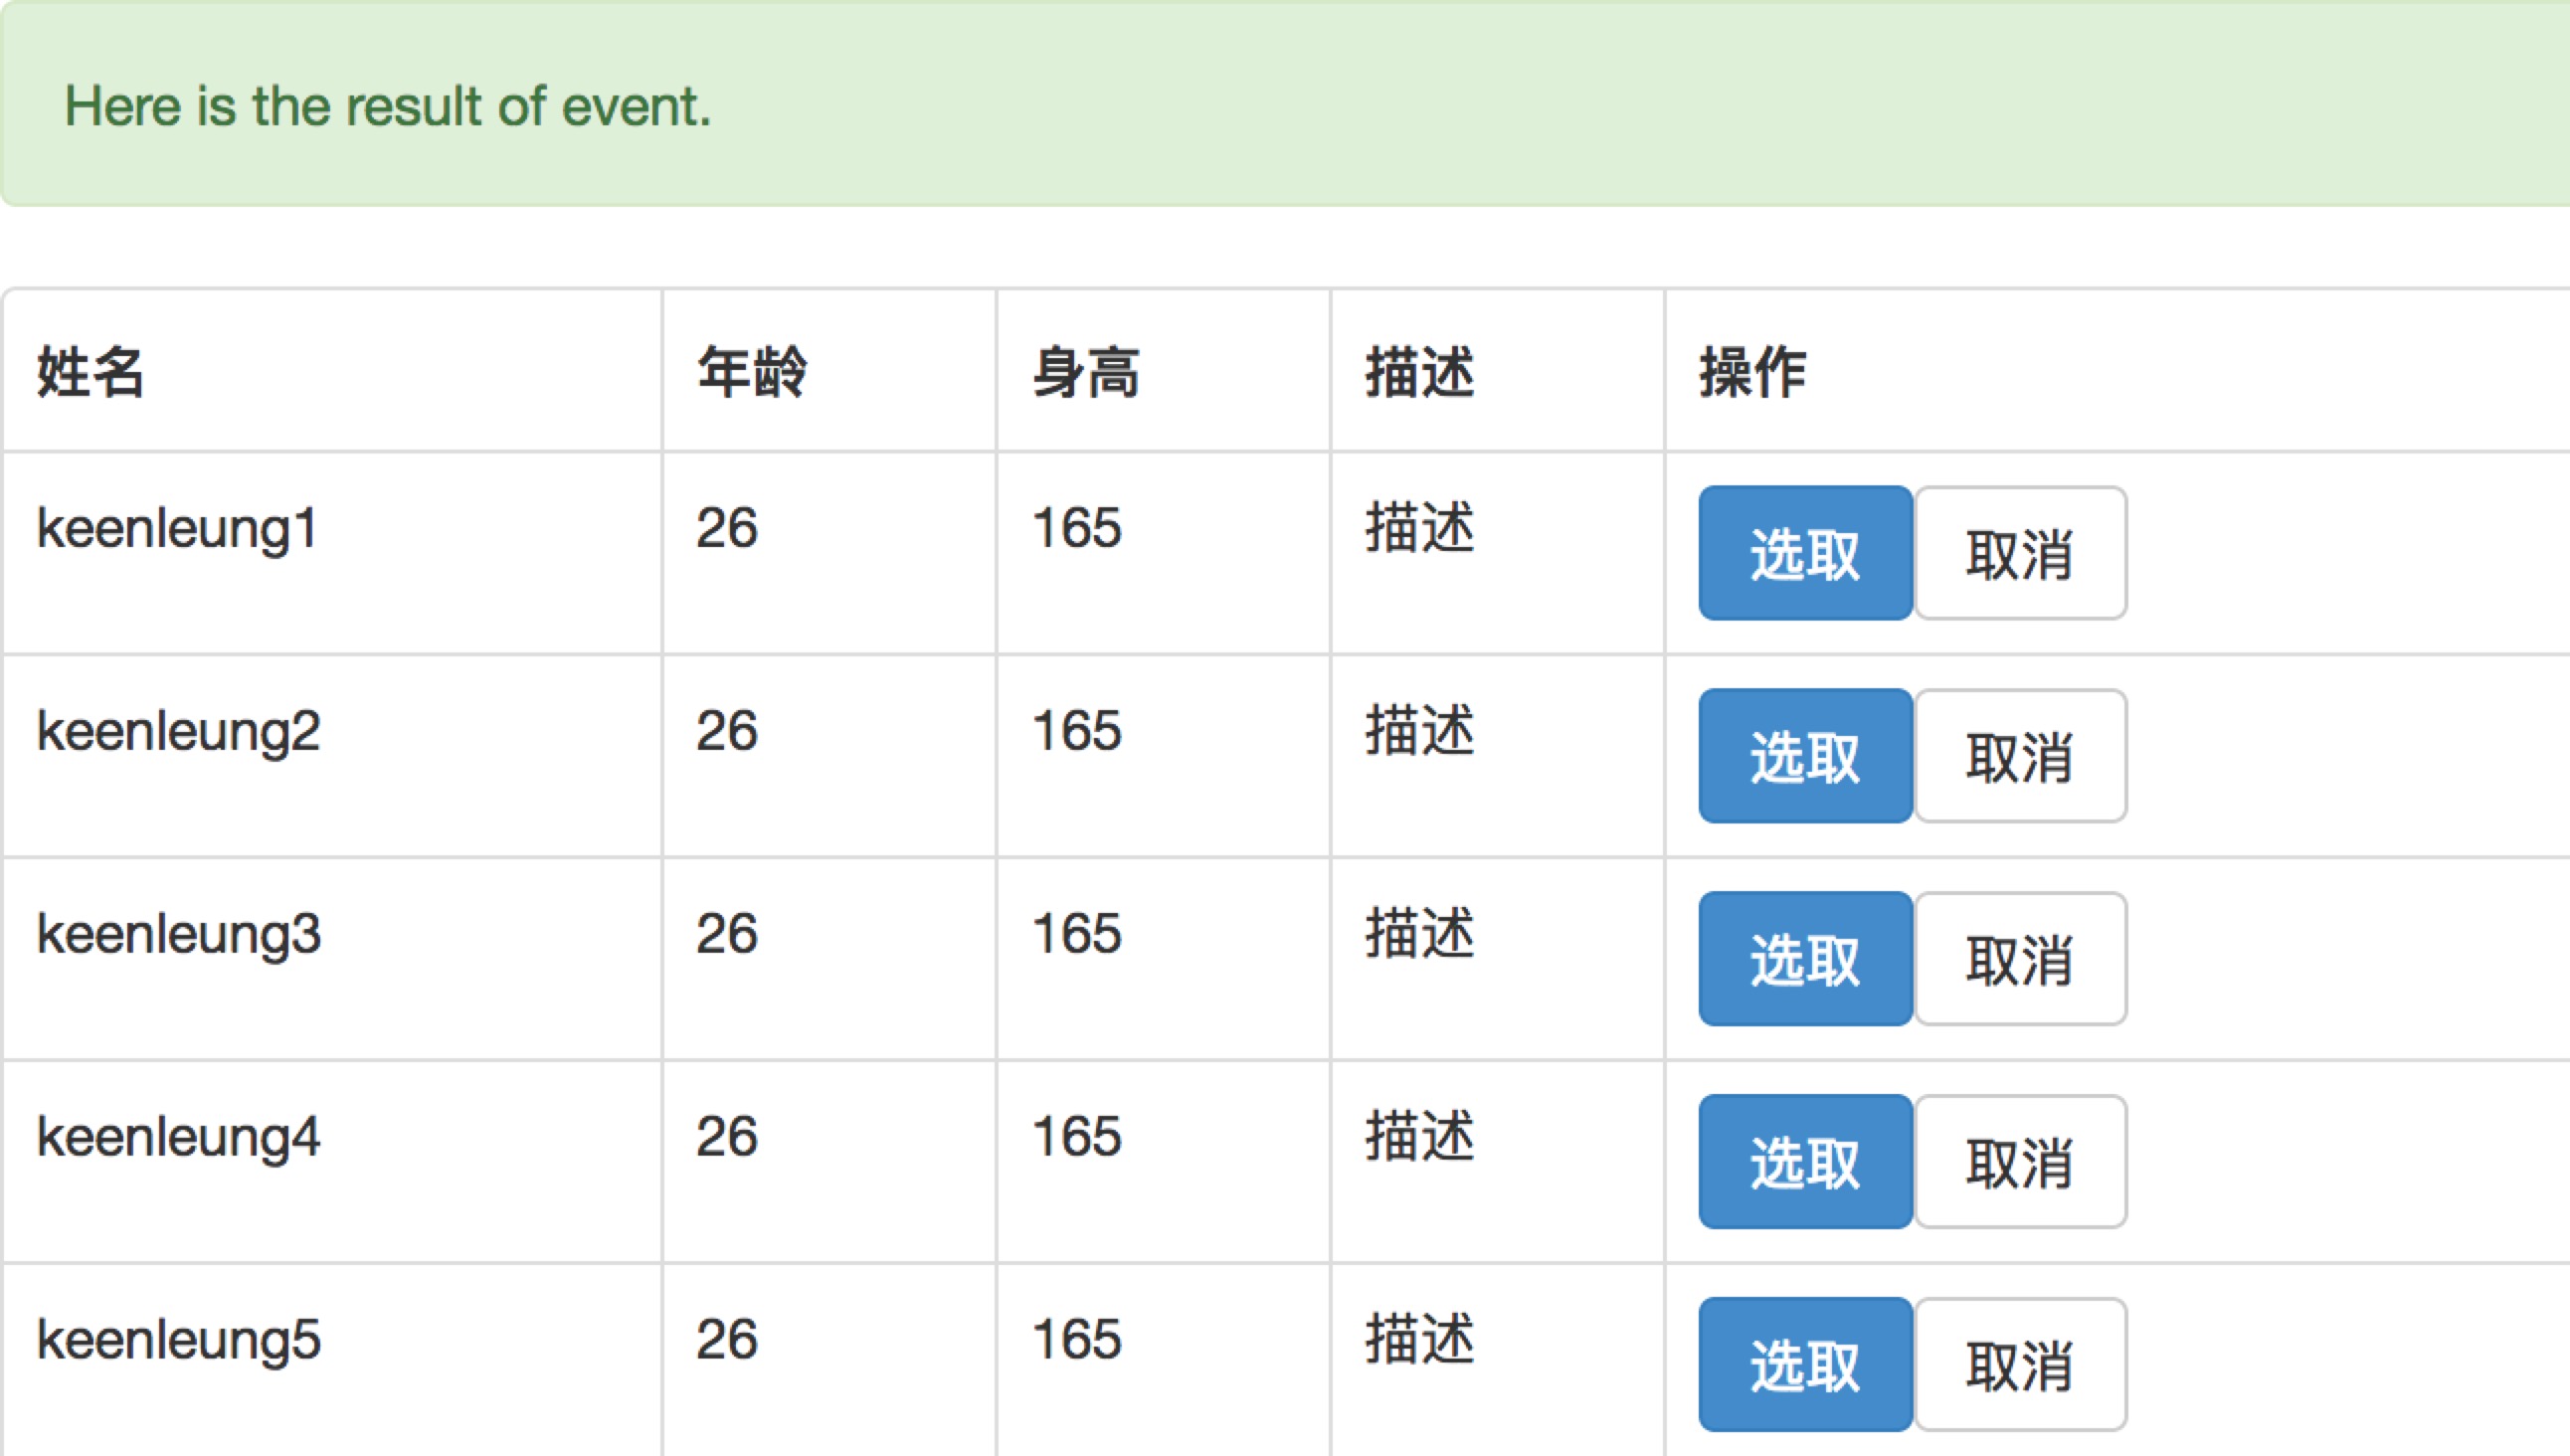 Here is the result of event.
姓名 年龄 身高 描述 操作
keenleung1 26 165 描述 选取 取消
keenleung2 26 165 描述 选取 取消
keenleung3 26 165 描述 选取 取消
keenleung4 26 165 描述 选取 取消
keenleung5 26 165 描述 选取 取消